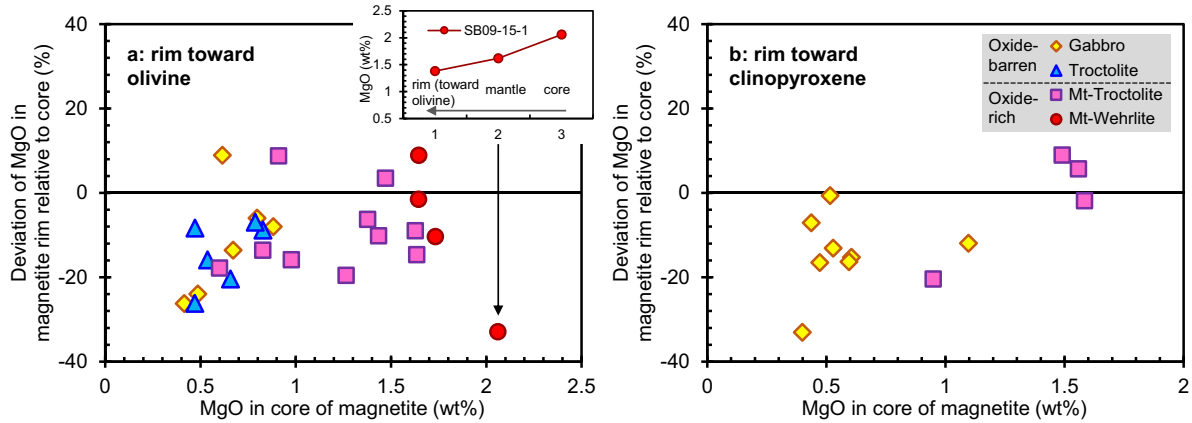 Deviation of MgO in
magnetite rim relative to core (%)
40
20
0
-20
-40
a: rim toward
olivine
MgO (wt%)
2.5
2
1.5
1
0.5
SB09-15-1
rim (toward
olivine)
mantle
core
1
2
3
0
0.5
1
1.5
2
2.5
MgO in core of magnetite (wt%)
Deviation of MgO in
magnetite rim relative to core (%)
40
20
0
-20
-40
b: rim toward
clinopyroxene
Oxide-
barren
Gabbro
Troctolite
Oxide-
rich
Mt-Troctolite
Mt-Wehrlite
0
0.5
1
1.5
2
MgO in core of magnetite (wt%)